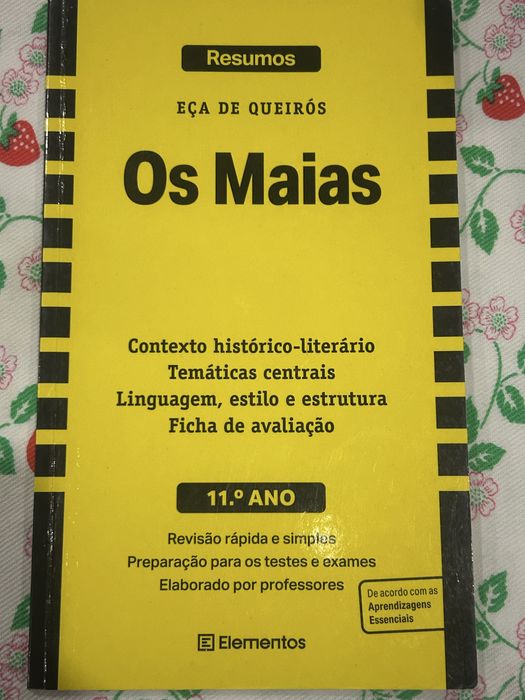 Resumos
EÇA DE QUEIRÓS
Os Maias
Contexto histórico-literário
Temáticas centrais
Linguagem, estilo e estrutura
Ficha de avaliação
11.º ANO
Revisão rápida e simples
Preparação para os testes e exames
Elaborado por professores
De acordo com as
Aprendizagens
Essenciais
Elementos